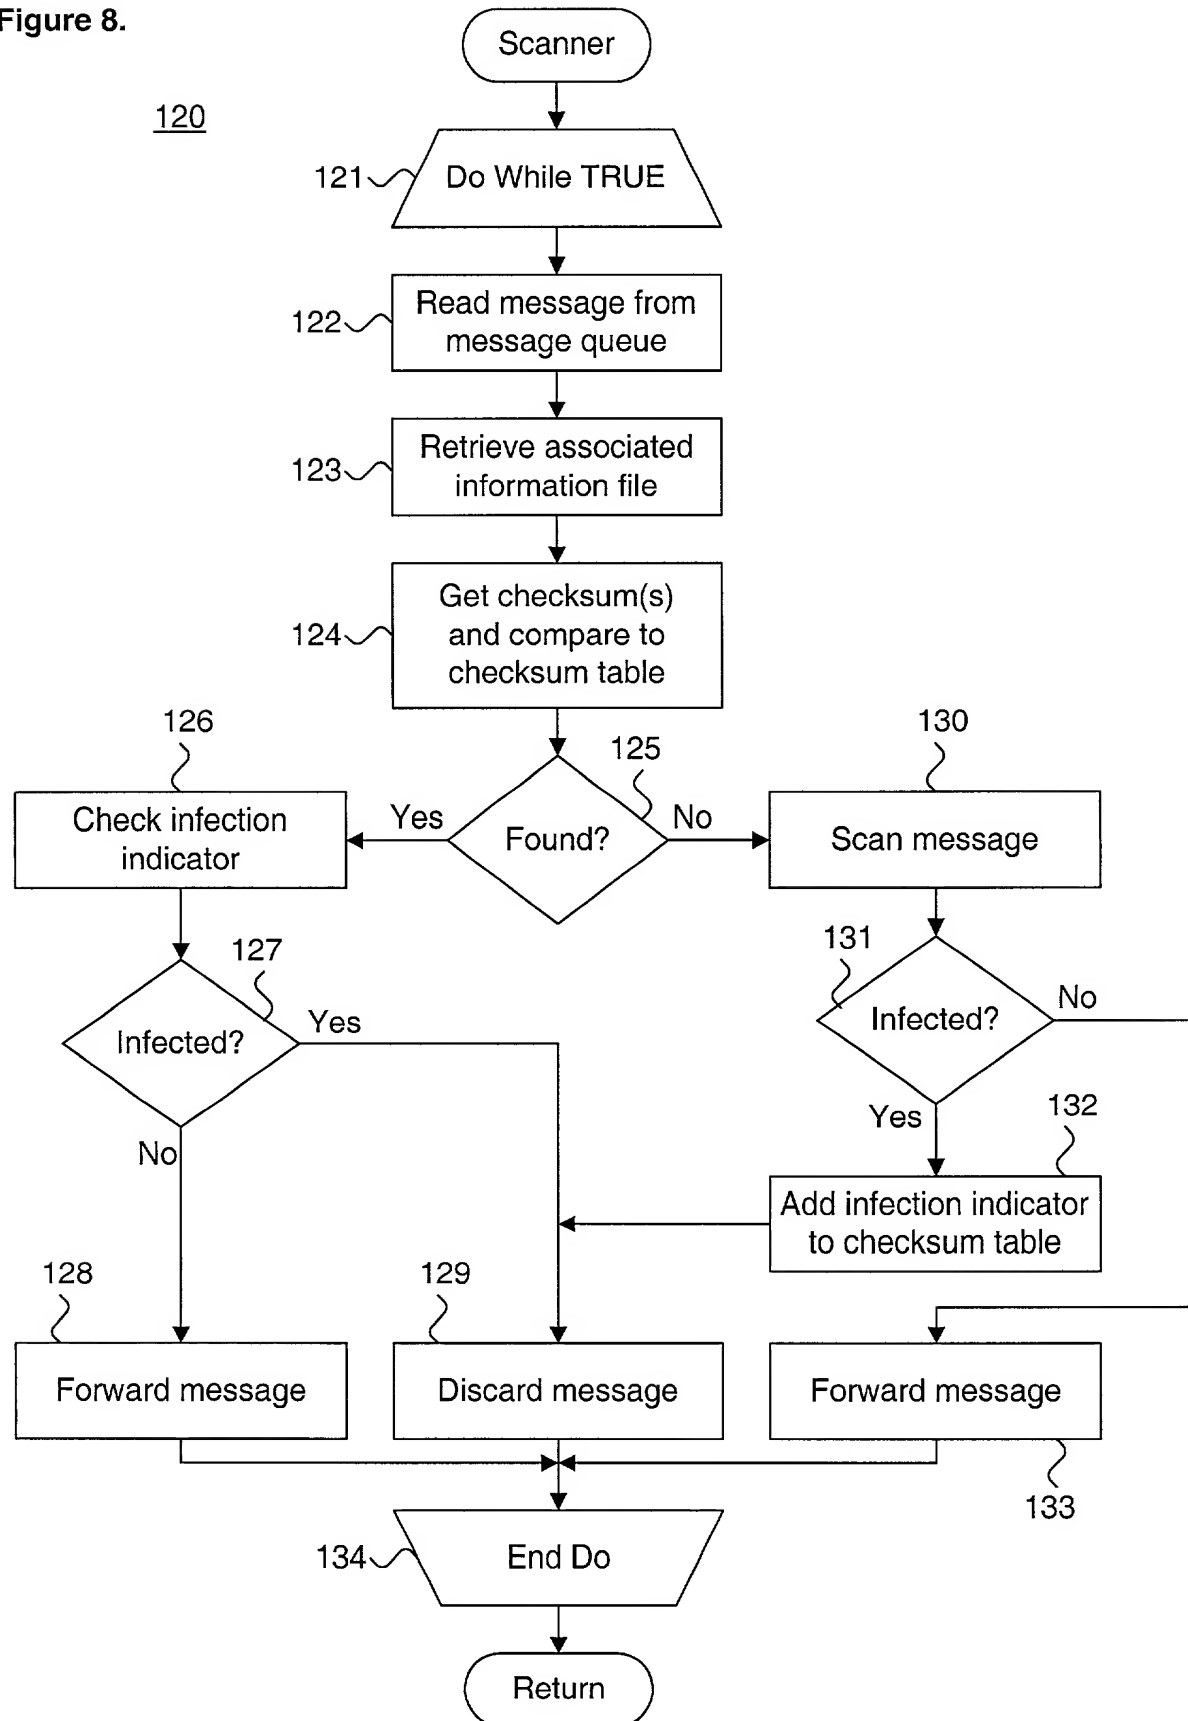 Figure 8.
Scanner
120
121
Do While TRUE
122
Read message from
message queue
123
Retrieve associated
information file
124
Get checksum(s)
and compare to
checksum table
126
125
130
Check infection
indicator
Yes
Found?
No
Scan message
127
131
Infected?
Yes
Infected?
No
No
Yes
132
Add infection indicator
to checksum table
128
129
Forward message
Discard message
Forward message
133
134
End Do
Return